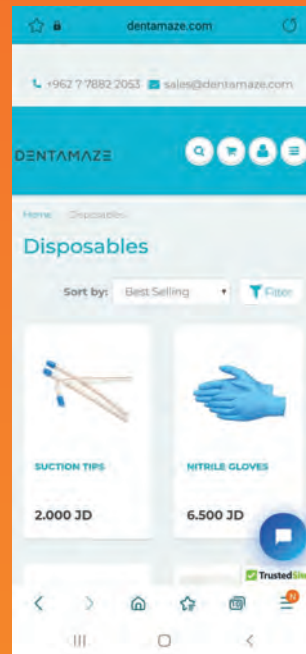 dentamaze.com
+962 7 7882 2053 sales@dentamaze.com
DENTAMAZE
Home Disposables
Disposables
Sort by: Best Selling Filter
SUCTION TIPS NITRILE GLOVES
2.000 JD 6.500 JD
TrustedSite
N